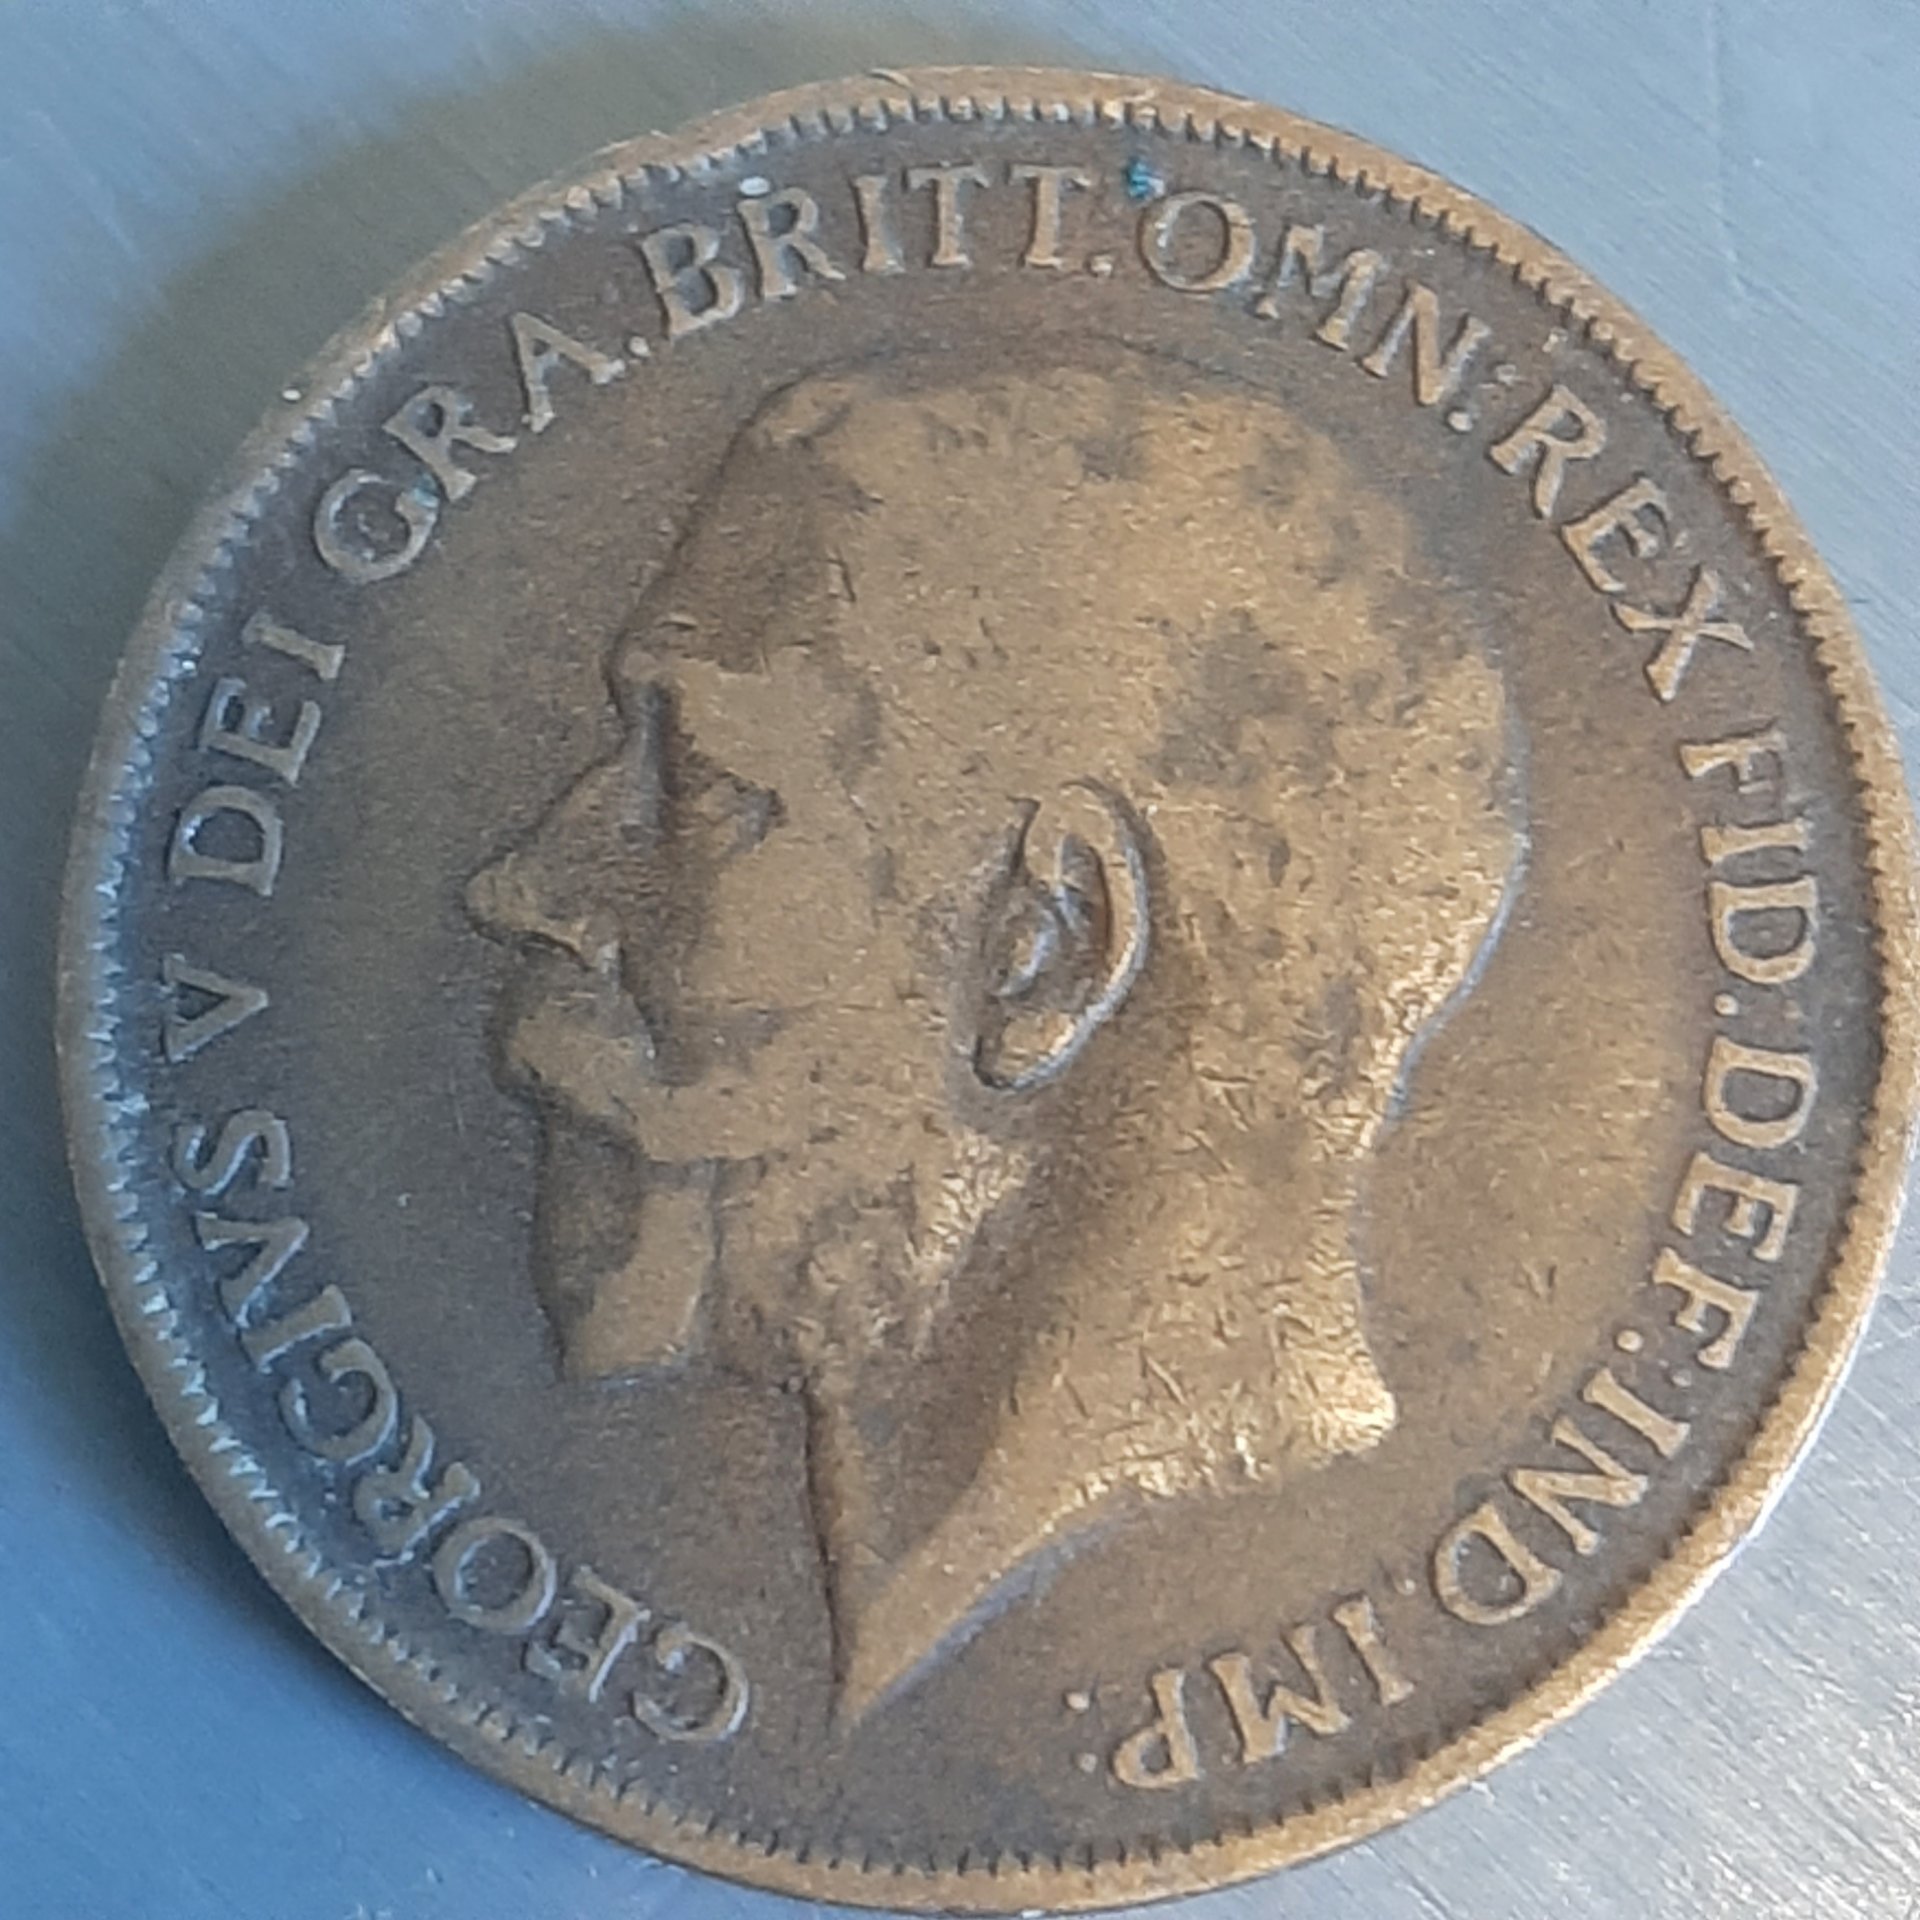 GEORGIVS V DEI GRA. BRITT. OMN: REX FID. DEF. IND. IMP.